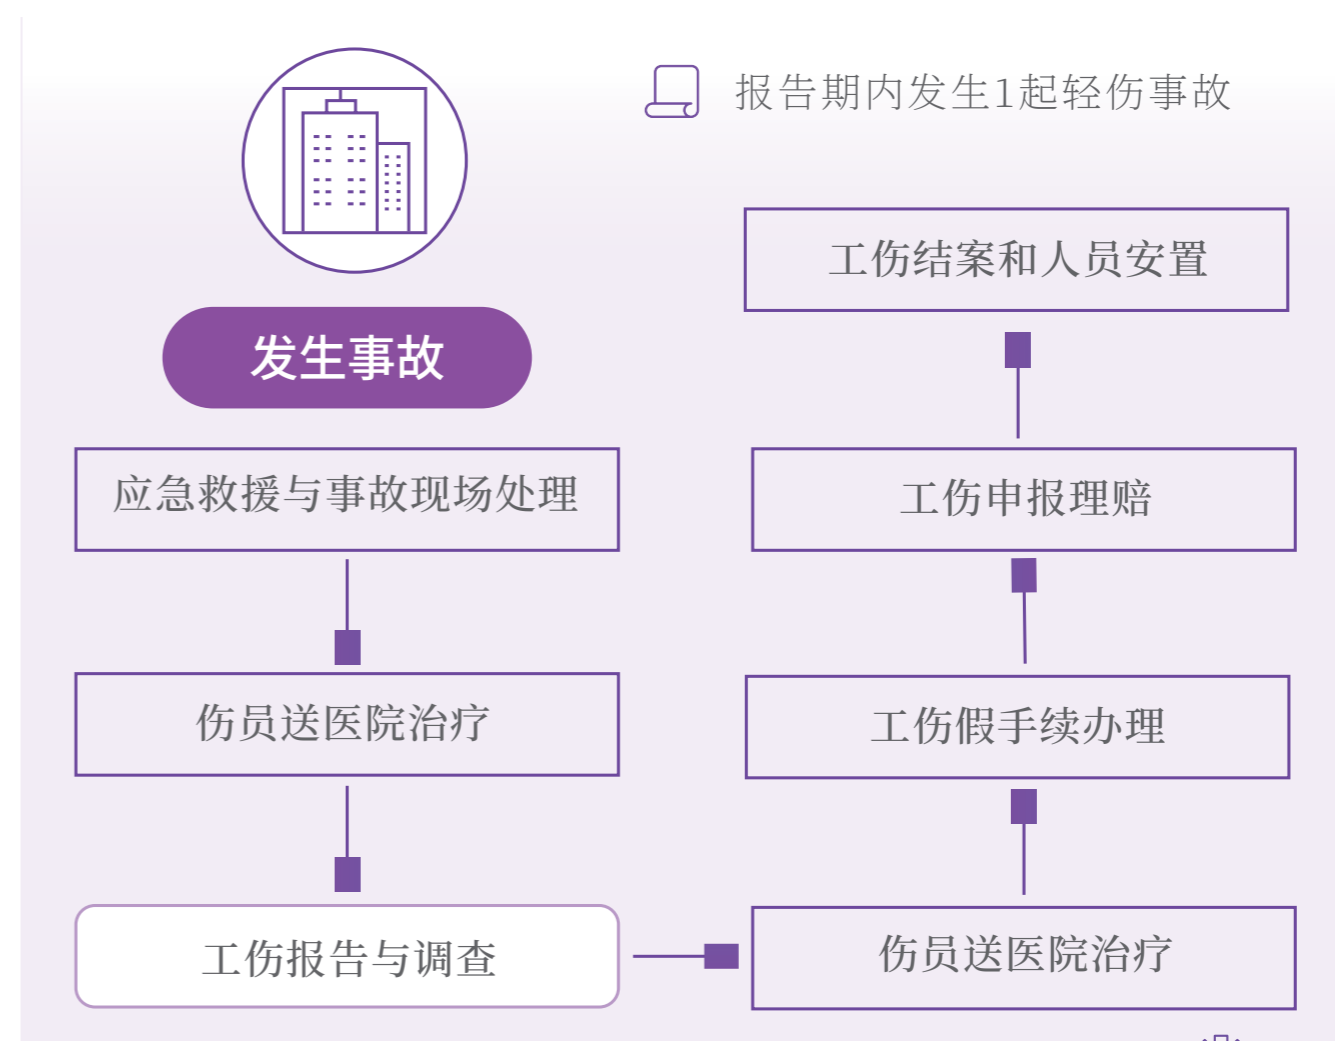 报告期内发生1起轻伤事故
发生事故
应急救援与事故现场处理
伤员送医院治疗
工伤报告与调查
伤员送医院治疗
工伤假手续办理
工伤申报理赔
工伤结案和人员安置